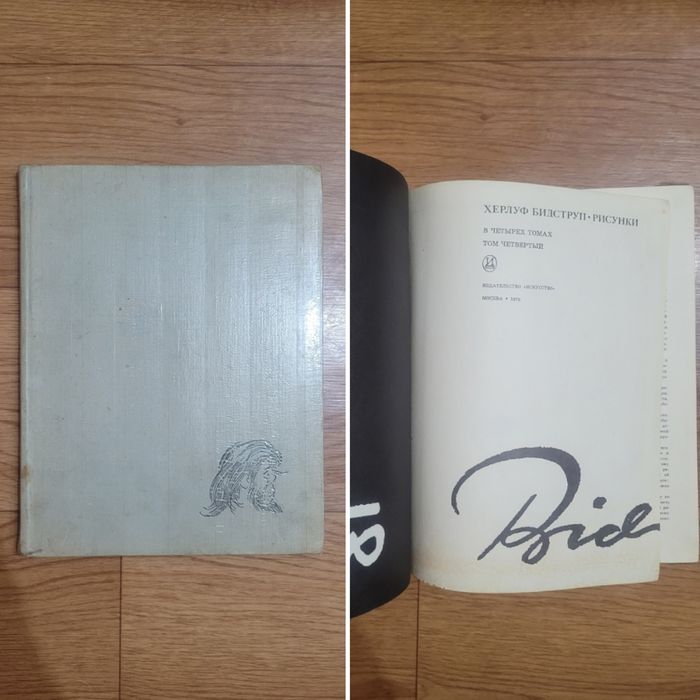 ХЕРЛУФ БИДСТРУП • РИСУНКИ
В ЧЕТЫРЕХ ТОМАХ
ТОМ ЧЕТВЕРТЫЙ
ИЗДАТЕЛЬСТВО «ИСКУССТВО»
МОСКВА •
Bid